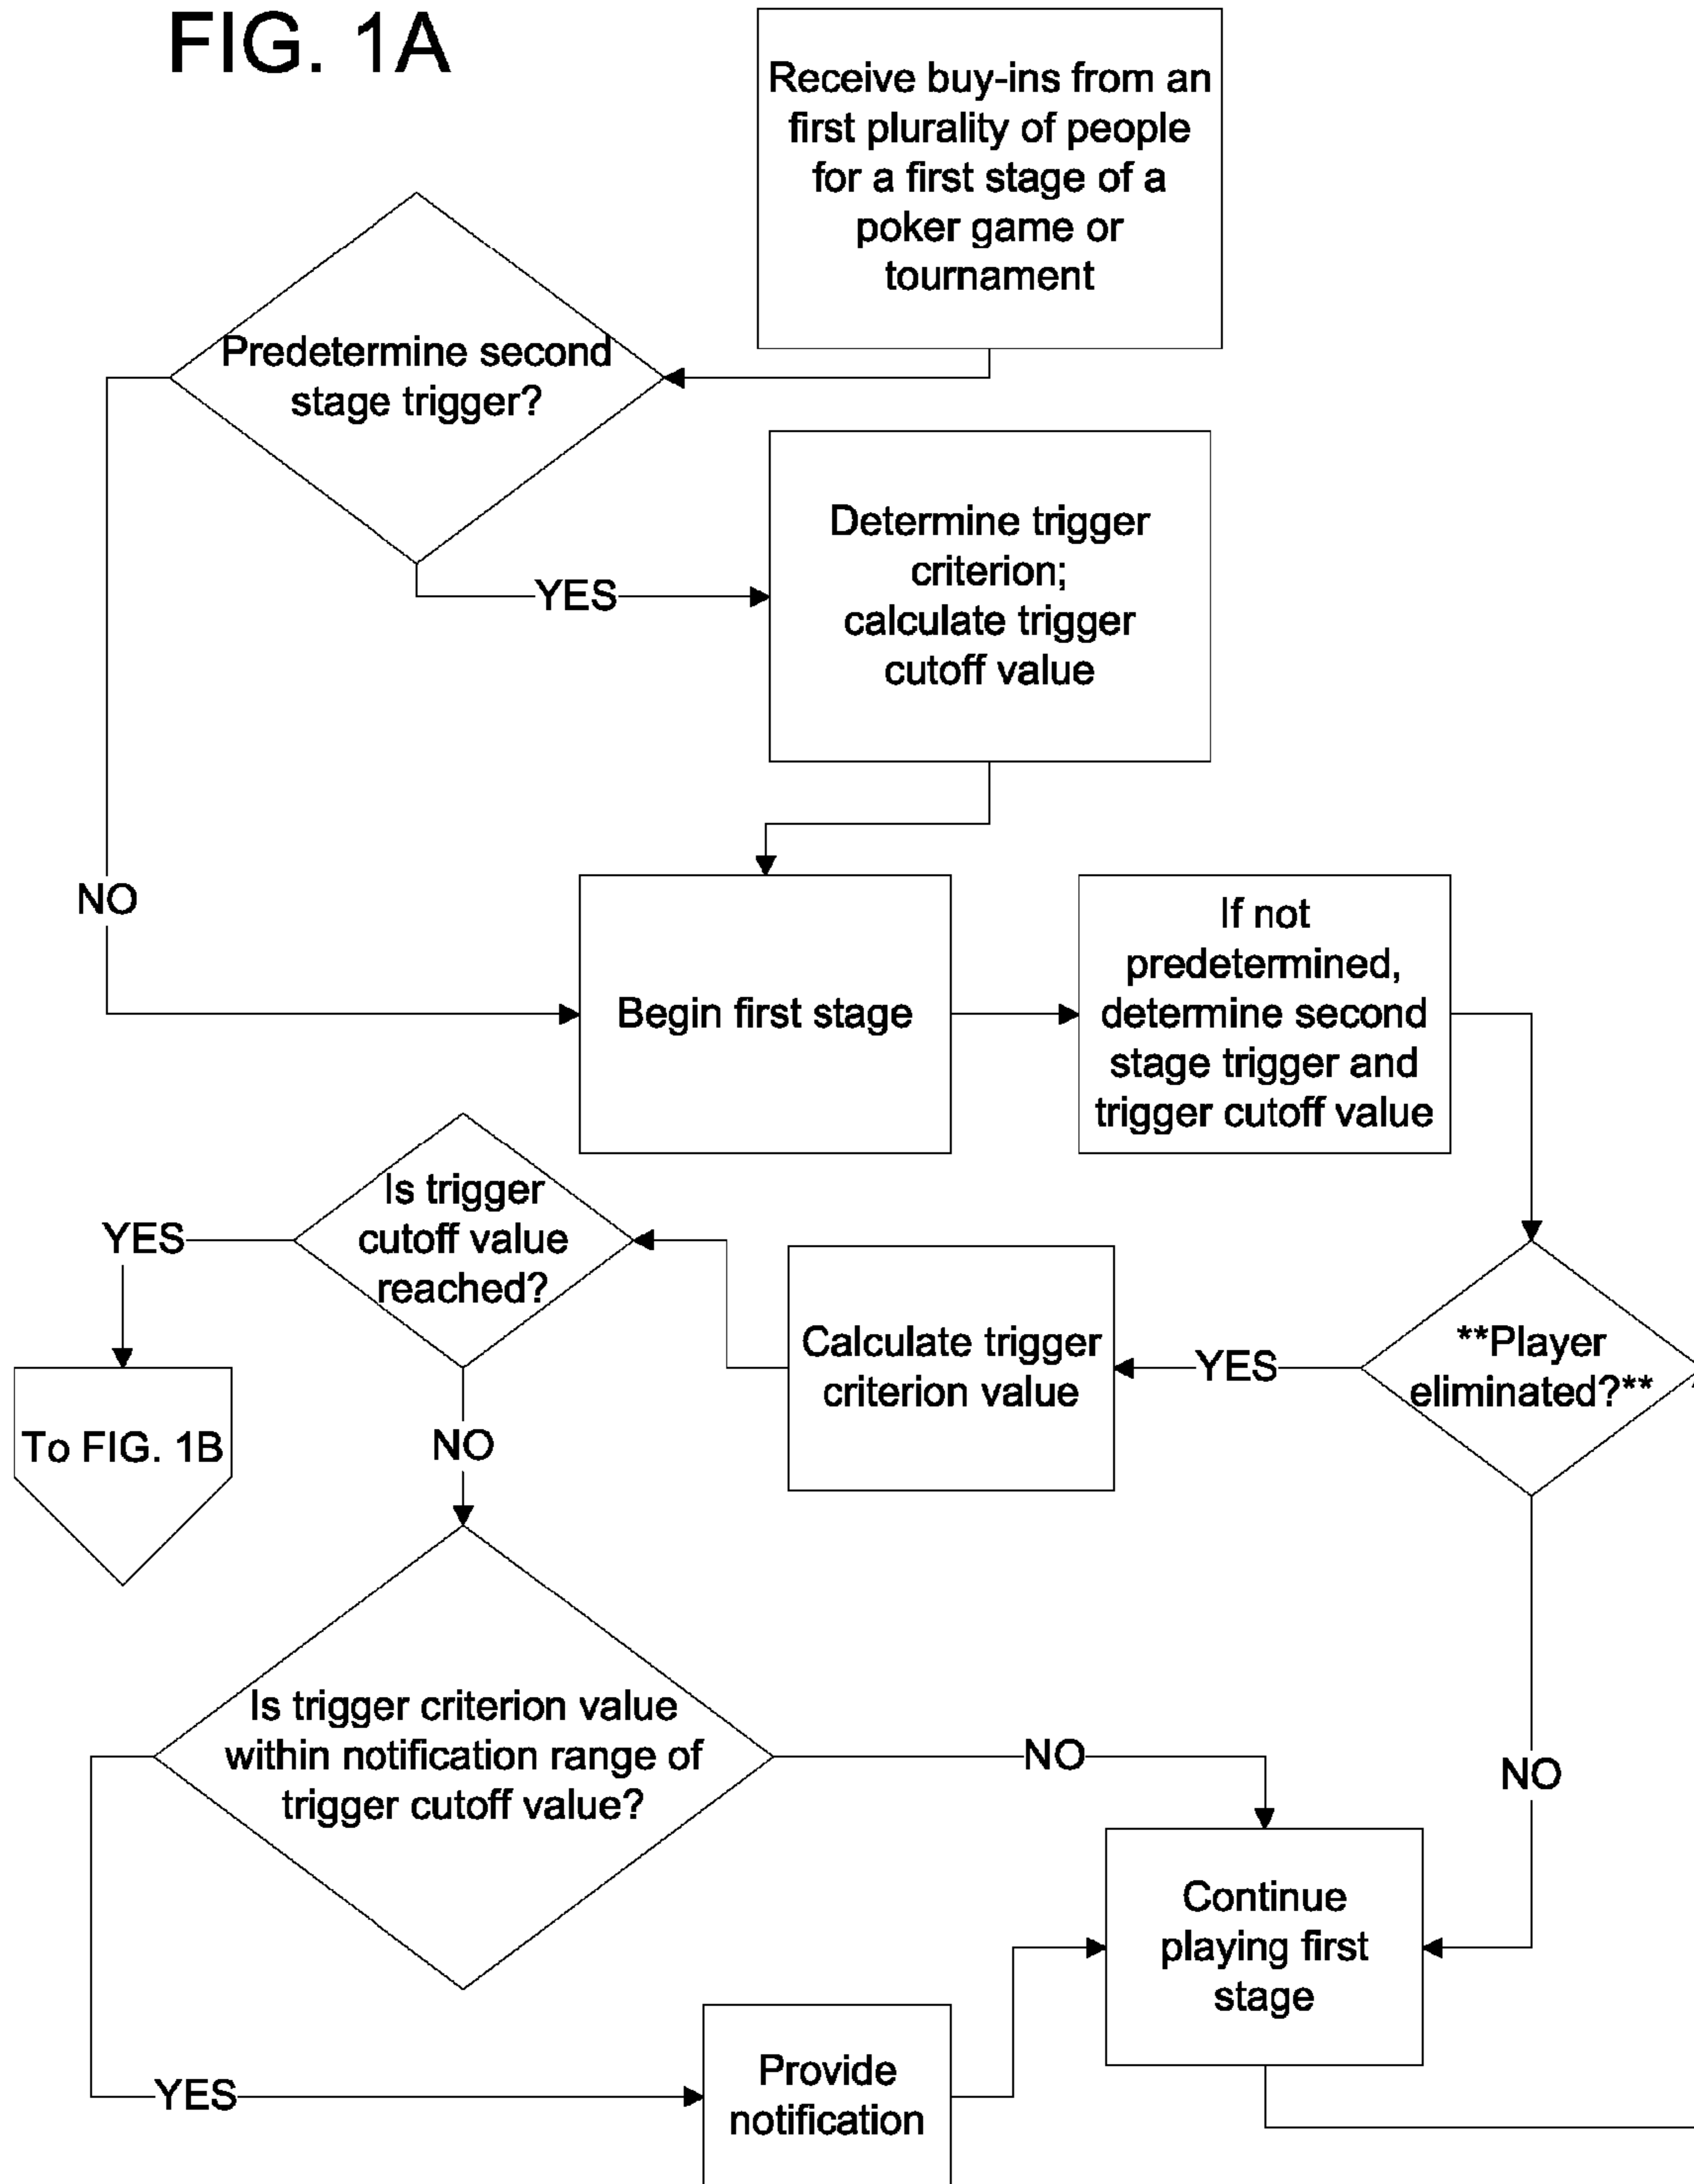 FIG. 1A
Receive buy-ins from an
first plurality of people
for a first stage of a
poker game or
tournament
Predetermine second
stage trigger?
YES
Determine trigger
criterion;
calculate trigger
cutoff value
NO
Begin first stage
If not
predetermined,
determine second
stage trigger and
trigger cutoff value
Is trigger
cutoff value
reached?
YES
To FIG. 1B
NO
Calculate trigger
criterion value
YES
**Player
eliminated?**
Is trigger criterion value
within notification range of
trigger cutoff value?
NO
NO
Continue
playing first
stage
YES
Provide
notification